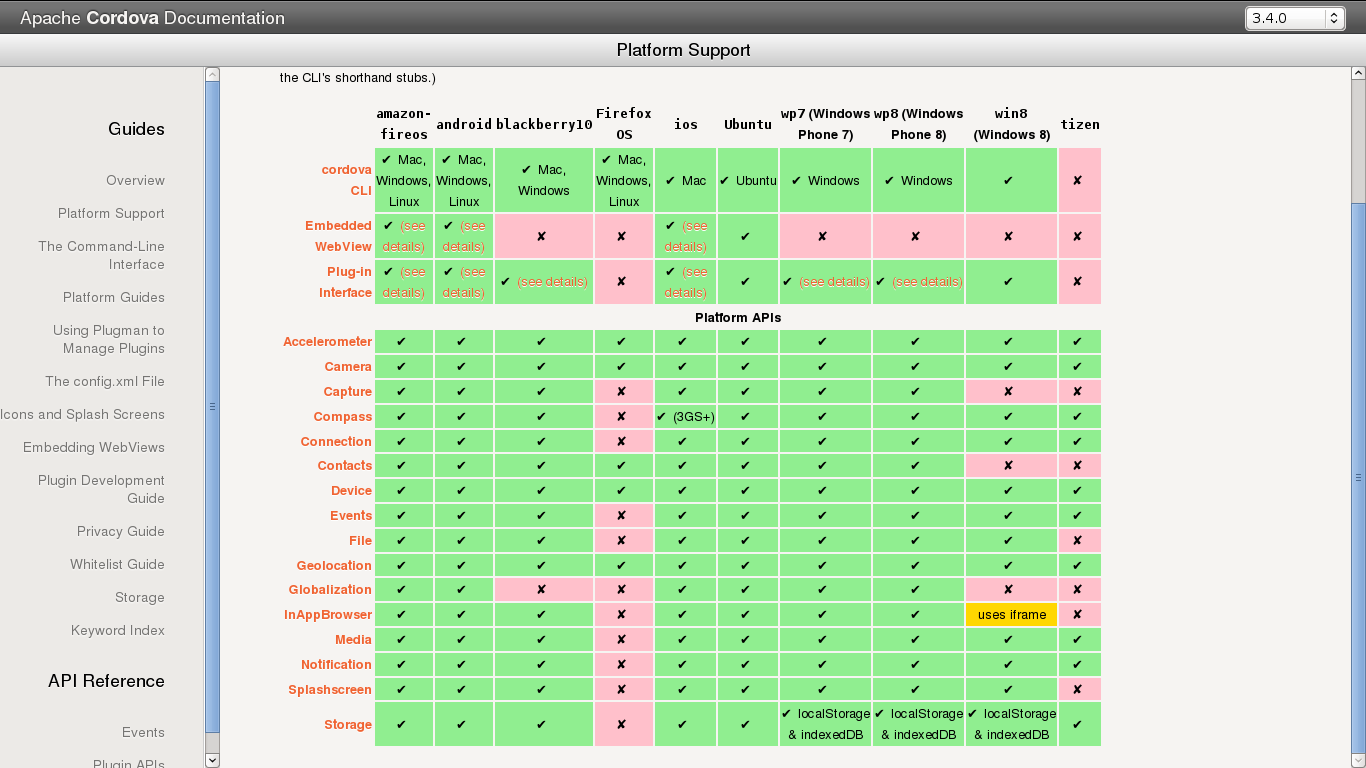 Apache Cordova Documentation
3.4.0
Platform Support
Guides
Overview
Platform Support
The Command-Line
Interface
Platform Guides
Using Plugman to
Manage Plugins
The config.xml File
Icons and Splash Screens
Embedding WebViews
Plugin Development
Guide
Privacy Guide
Whitelist Guide
Storage
Keyword Index
API Reference
Events
Plugin APIs
the CLI's shorthand stubs.)
amazon-fireos android blackberry10 Firefox OS ios Ubuntu wp7 (Windows Phone 7) wp8 (Windows Phone 8) win8 (Windows 8) tizen
cordova CLI ✔ Mac, Windows, Linux ✔ Mac, Windows, Linux ✔ Mac, Windows ✔ Mac, Windows, Linux ✔ Mac ✔ Ubuntu ✔ Windows ✔ Windows ✔ ✘
Embedded WebView ✔ (see details) ✔ (see details) ✘ ✘ ✔ (see details) ✔ ✘ ✘ ✘ ✘
Plug-in Interface ✔ (see details) ✔ (see details) ✔ (see details) ✘ ✔ (see details) ✔ ✔ (see details) ✔ (see details) ✔ ✘
Platform APIs
Accelerometer ✔ ✔ ✔ ✔ ✔ ✔ ✔ ✔ ✔ ✔
Camera ✔ ✔ ✔ ✔ ✔ ✔ ✔ ✔ ✔ ✔
Capture ✔ ✔ ✔ ✘ ✔ ✔ ✔ ✔ ✘ ✘
Compass ✔ ✔ ✔ ✘ ✔ (3GS+) ✔ ✔ ✔ ✔ ✔
Connection ✔ ✔ ✔ ✘ ✔ ✔ ✔ ✔ ✔ ✔
Contacts ✔ ✔ ✔ ✔ ✔ ✔ ✔ ✔ ✘ ✘
Device ✔ ✔ ✔ ✔ ✔ ✔ ✔ ✔ ✔ ✔
Events ✔ ✔ ✔ ✘ ✔ ✔ ✔ ✔ ✔ ✔
File ✔ ✔ ✔ ✘ ✔ ✔ ✔ ✔ ✔ ✘
Geolocation ✔ ✔ ✔ ✔ ✔ ✔ ✔ ✔ ✔ ✔
Globalization ✔ ✔ ✘ ✘ ✔ ✔ ✔ ✔ ✘ ✘
InAppBrowser ✔ ✔ ✔ ✘ ✔ ✔ ✔ ✔ uses iframe ✘
Media ✔ ✔ ✔ ✘ ✔ ✔ ✔ ✔ ✔ ✔
Notification ✔ ✔ ✔ ✘ ✔ ✔ ✔ ✔ ✔ ✔
Splashscreen ✔ ✔ ✔ ✘ ✔ ✔ ✔ ✔ ✔ ✘
Storage ✔ ✔ ✔ ✘ ✔ ✔ ✔ localStorage & indexedDB ✔ localStorage & indexedDB ✔ localStorage & indexedDB ✔